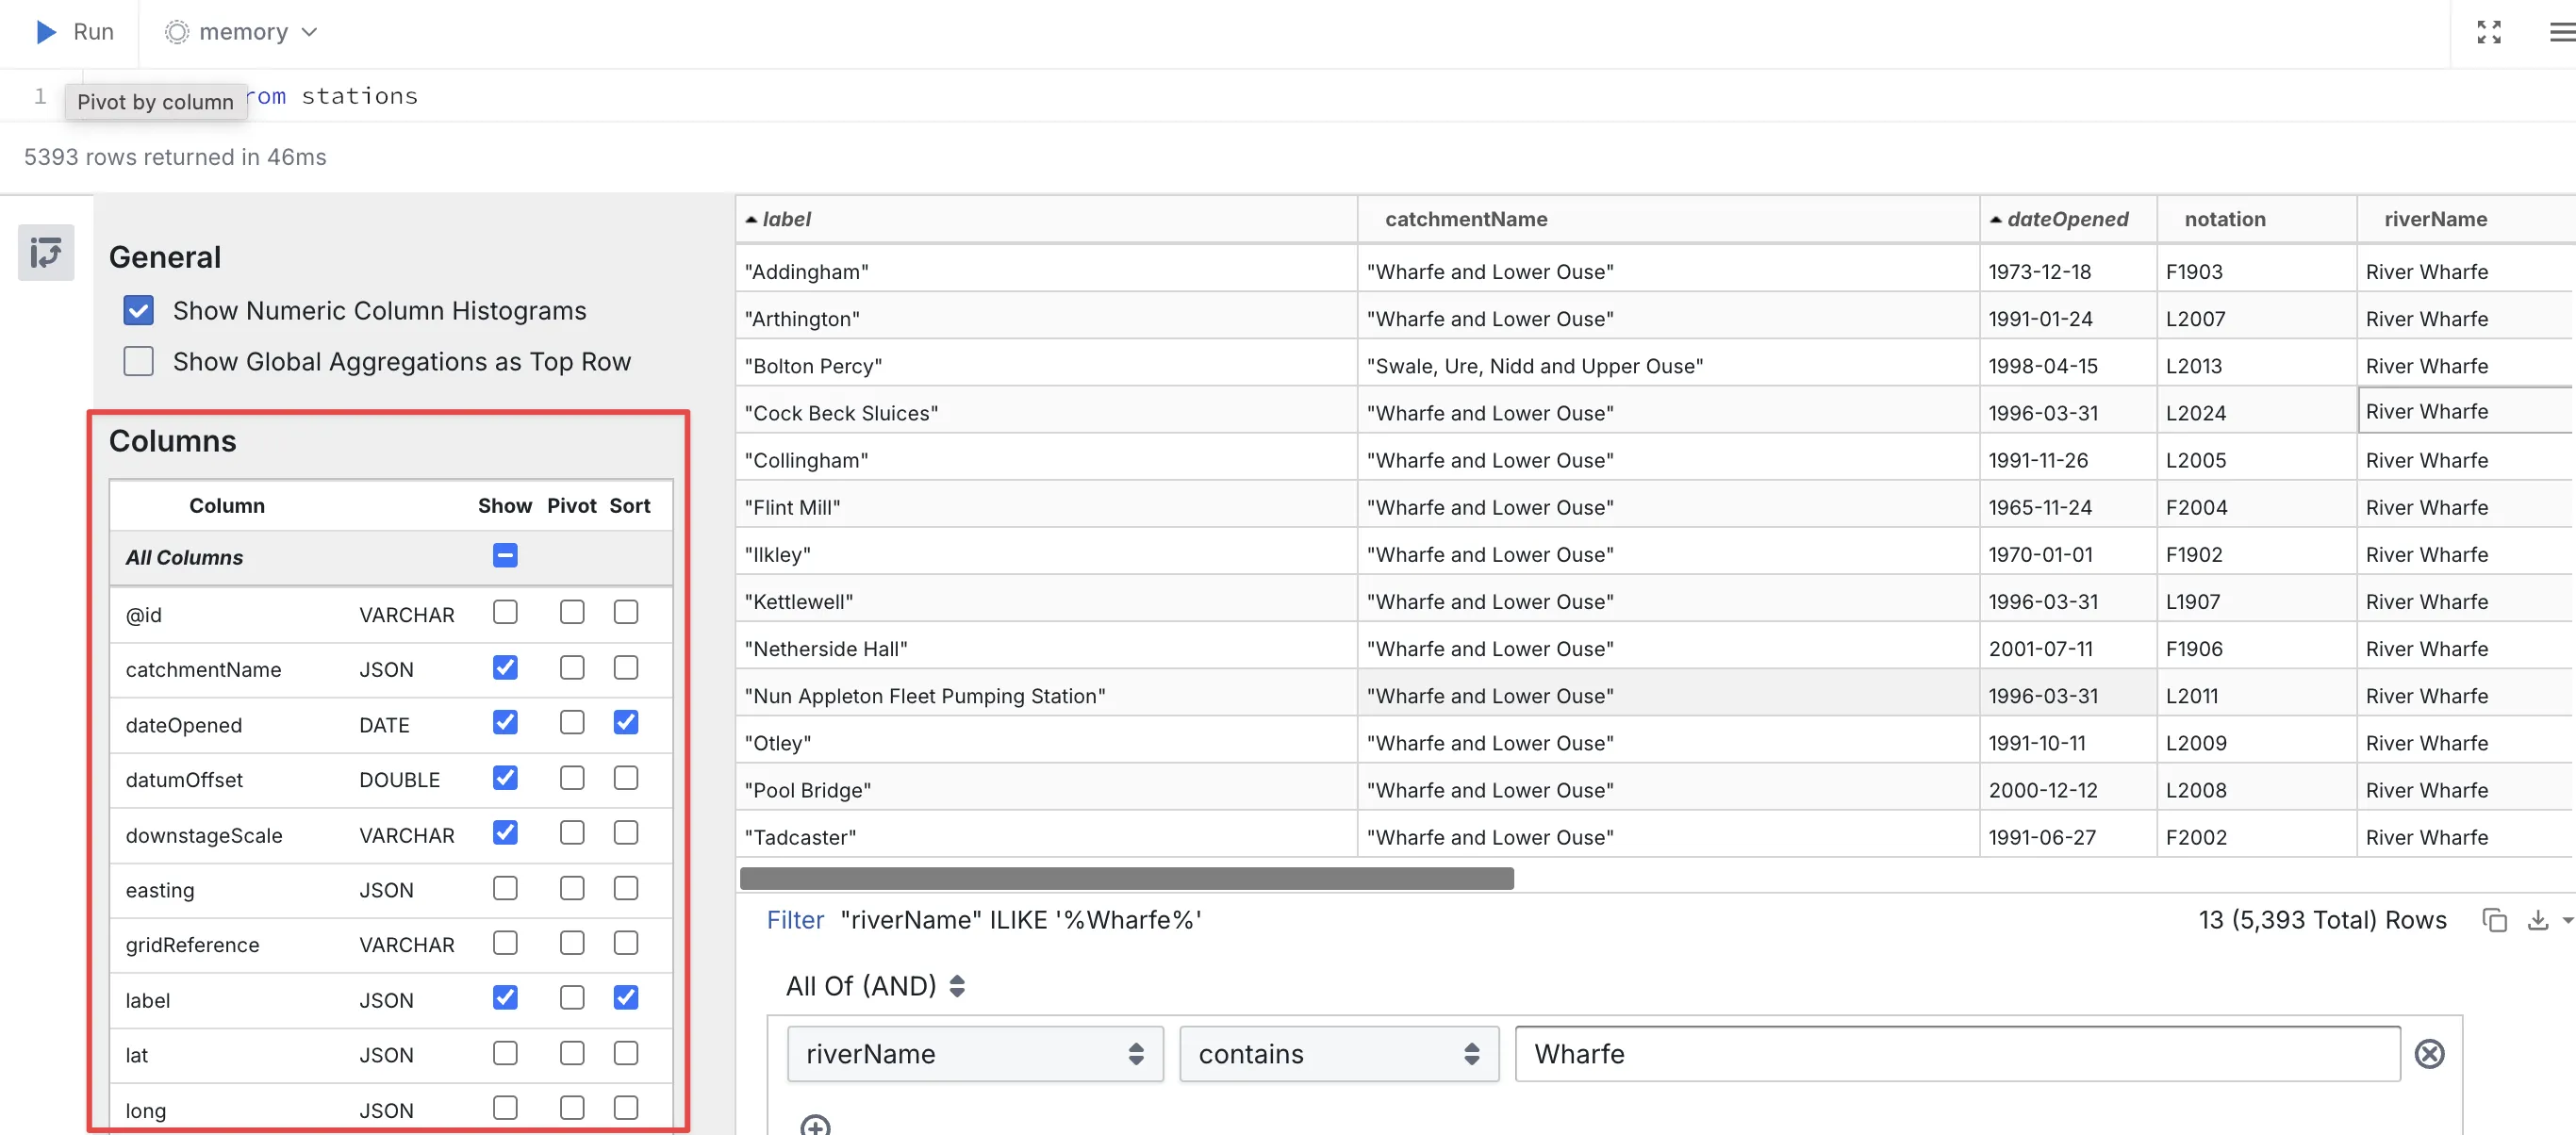 Run memory
1 Pivot by column rom stations
5393 rows returned in 46ms
General
Show Numeric Column Histograms
Show Global Aggregations as Top Row
Columns
Column Show Pivot Sort
All Columns
@id VARCHAR
catchmentName JSON
dateOpened DATE
datumOffset DOUBLE
downstageScale VARCHAR
easting JSON
gridReference VARCHAR
label JSON
lat JSON
long JSON
label catchmentName dateOpened notation riverName
"Addingham" "Wharfe and Lower Ouse" 1973-12-18 F1903 River Wharfe
"Arthington" "Wharfe and Lower Ouse" 1991-01-24 L2007 River Wharfe
"Bolton Percy" "Swale, Ure, Nidd and Upper Ouse" 1998-04-15 L2013 River Wharfe
"Cock Beck Sluices" "Wharfe and Lower Ouse" 1996-03-31 L2024 River Wharfe
"Collingham" "Wharfe and Lower Ouse" 1991-11-26 L2005 River Wharfe
"Flint Mill" "Wharfe and Lower Ouse" 1965-11-24 F2004 River Wharfe
"Ilkley" "Wharfe and Lower Ouse" 1970-01-01 F1902 River Wharfe
"Kettlewell" "Wharfe and Lower Ouse" 1996-03-31 L1907 River Wharfe
"Netherside Hall" "Wharfe and Lower Ouse" 2001-07-11 F1906 River Wharfe
"Nun Appleton Fleet Pumping Station" "Wharfe and Lower Ouse" 1996-03-31 L2011 River Wharfe
"Otley" "Wharfe and Lower Ouse" 1991-10-11 L2009 River Wharfe
"Pool Bridge" "Wharfe and Lower Ouse" 2000-12-12 L2008 River Wharfe
"Tadcaster" "Wharfe and Lower Ouse" 1991-06-27 F2002 River Wharfe
Filter "riverName" ILIKE '%Wharfe%' 13 (5,393 Total) Rows
All Of (AND)
riverName contains Wharfe